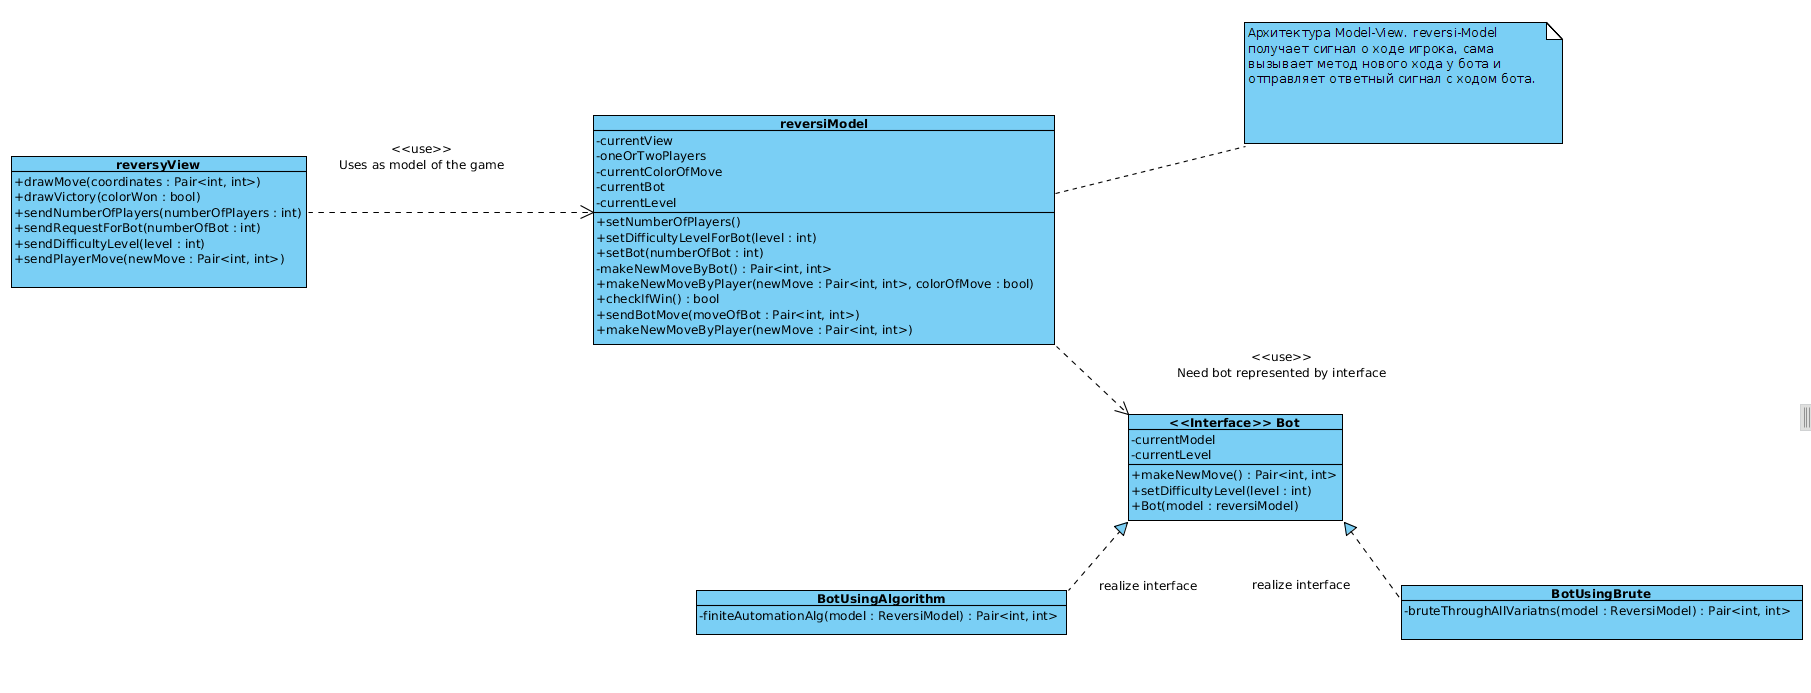 Архитектура Model-View. reversi-Model
получает сигнал о ходе игрока, сама
вызывает метод нового хода у бота и
отправляет ответный сигнал с ходом бота.
reversyView
+drawMove(coordinates : Pair<int, int>)
+drawVictory(colorWon : bool)
+sendNumberOfPlayers(numberOfPlayers : int)
+sendRequestForBot(numberOfBot : int)
+sendDifficultyLevel(level : int)
+sendPlayerMove(newMove : Pair<int, int>)
<<use>>
Uses as model of the game
reversiModel
-currentView
-oneOrTwoPlayers
-currentColorOfMove
-currentBot
-currentLevel
+setNumberOfPlayers()
+setDifficultyLevelForBot(level : int)
+setBot(numberOfBot : int)
-makeNewMoveByBot() : Pair<int, int>
+makeNewMoveByPlayer(newMove : Pair<int, int>, colorOfMove : bool)
+checkIfWin() : bool
+sendBotMove(moveOfBot : Pair<int, int>)
+makeNewMoveByPlayer(newMove : Pair<int, int>)
<<use>>
Need bot represented by interface
<<Interface>> Bot
-currentModel
-currentLevel
+makeNewMove() : Pair<int, int>
+setDifficultyLevel(level : int)
+Bot(model : reversiModel)
realize interface
realize interface
BotUsingAlgorithm
-finiteAutomationAlg(model : ReversiModel) : Pair<int, int>
BotUsingBrute
-bruteThroughAllVariatns(model : ReversiModel) : Pair<int, int>